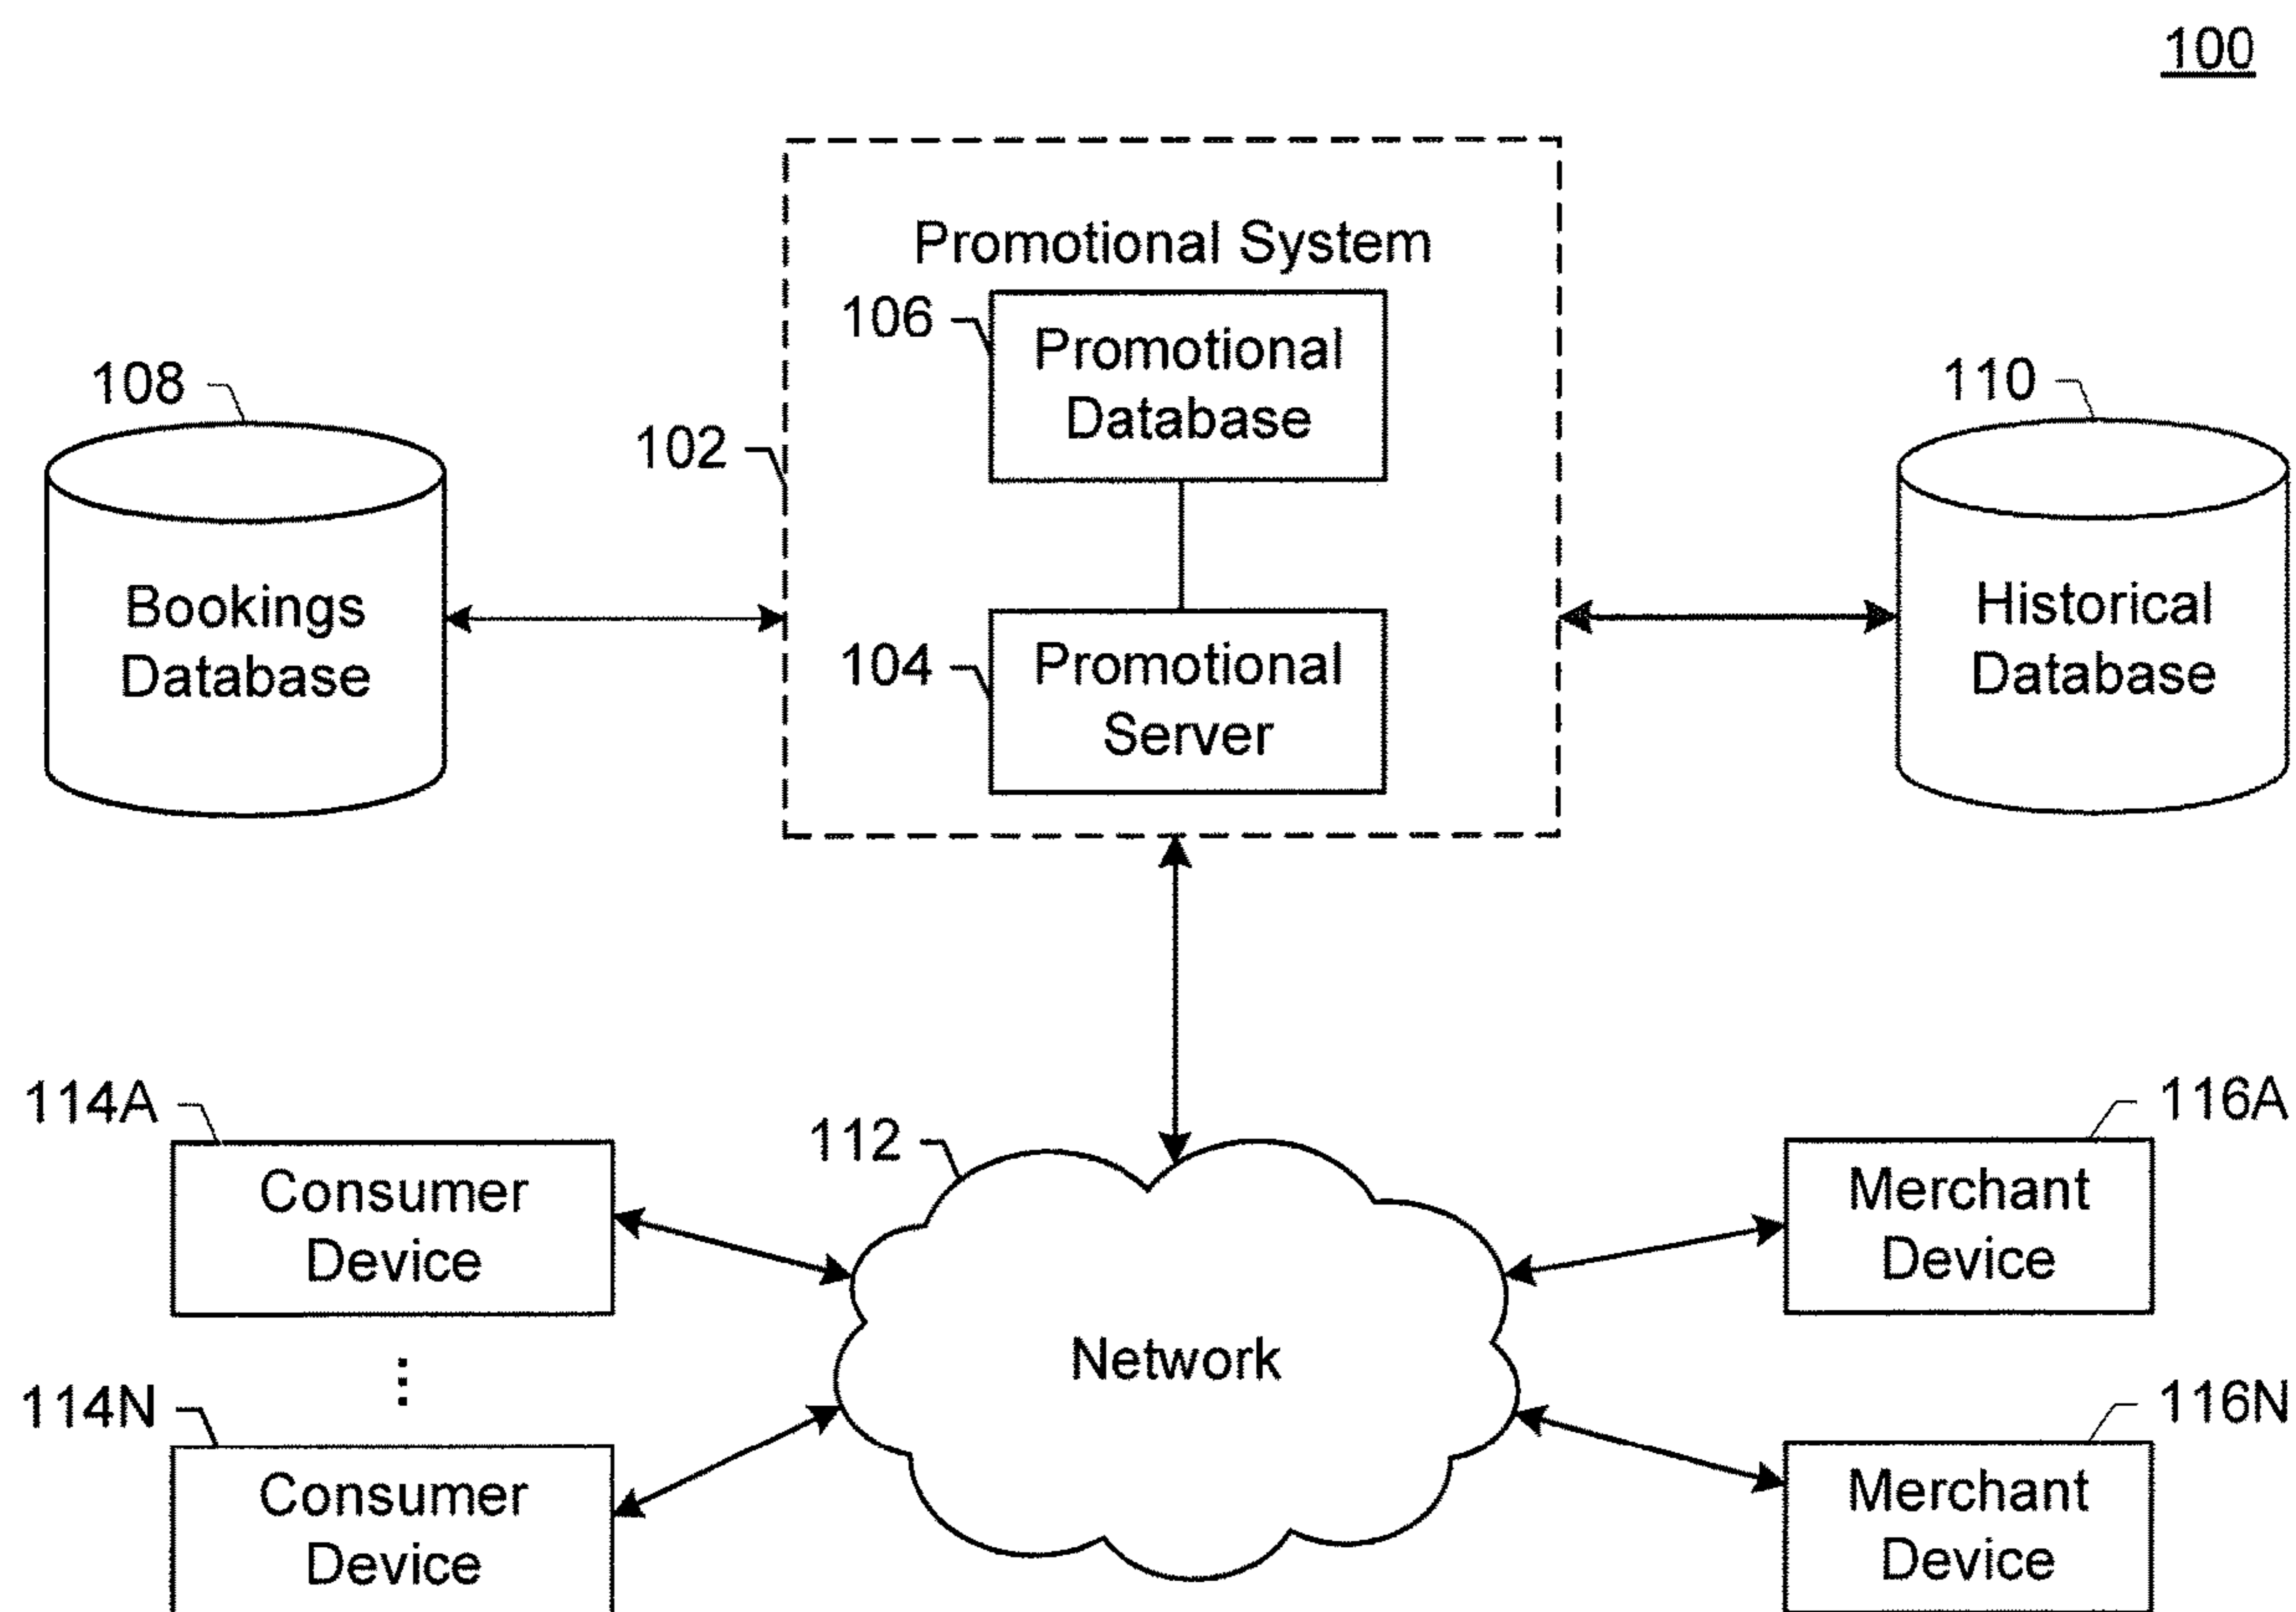 100
Promotional System
106
Promotional
Database
108
Bookings
Database
102
104
Promotional
Server
110
Historical
Database
114A
Consumer
Device
112
Network
116A
Merchant
Device
⋮
114N
Consumer
Device
116N
Merchant
Device